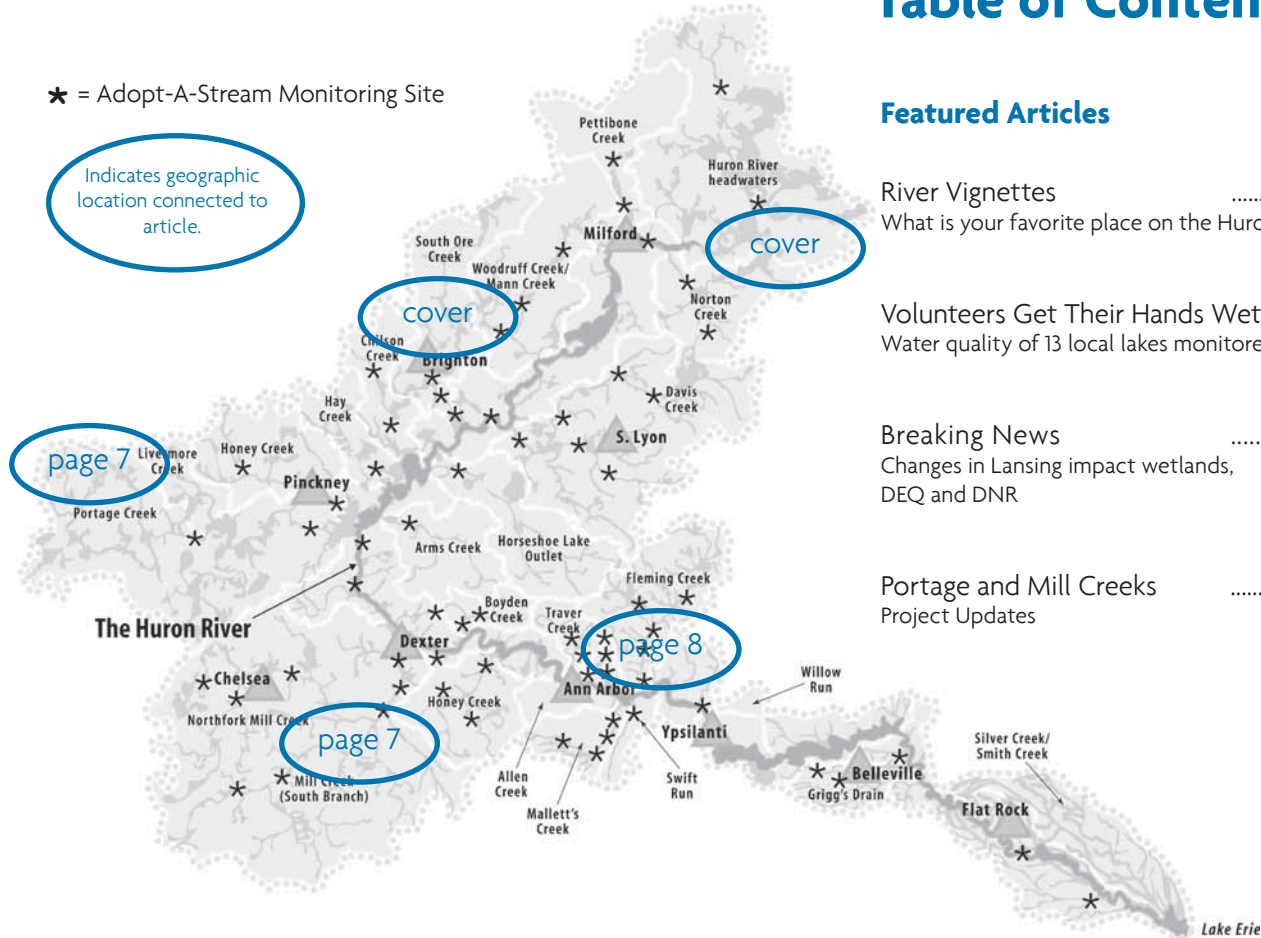 Table of Conten
★ = Adopt-A-Stream Monitoring Site
Indicates geographic
location connected to
article.
Featured Articles
River Vignettes ......
What is your favorite place on the Huro
Volunteers Get Their Hands Wet
Water quality of 13 local lakes monitore
Breaking News ......
Changes in Lansing impact wetlands,
DEQ and DNR
Portage and Mill Creeks ......
Project Updates
Pettibone
Creek
Huron River
headwaters
Milford
cover
South Ore
Creek
Woodruff Creek/
Mann Creek
Norton
Creek
cover
Chilson
Creek
Brighton
Hay
Creek
Davis
Creek
S. Lyon
page 7
Livermore
Creek
Honey Creek
Pinckney
Portage Creek
Arms Creek
Horseshoe Lake
Outlet
Fleming Creek
The Huron River
Boyden
Creek
Traver
Creek
Dexter
page 8
Chelsea
Ann Arbor
Honey Creek
Willow
Run
Northfork Mill Creek
page 7
Ypsilanti
Mill Creek
(South Branch)
Allen
Creek
Mallett's
Creek
Swift
Run
Belleville
Grigg's Drain
Silver Creek/
Smith Creek
Flat Rock
Lake Erie